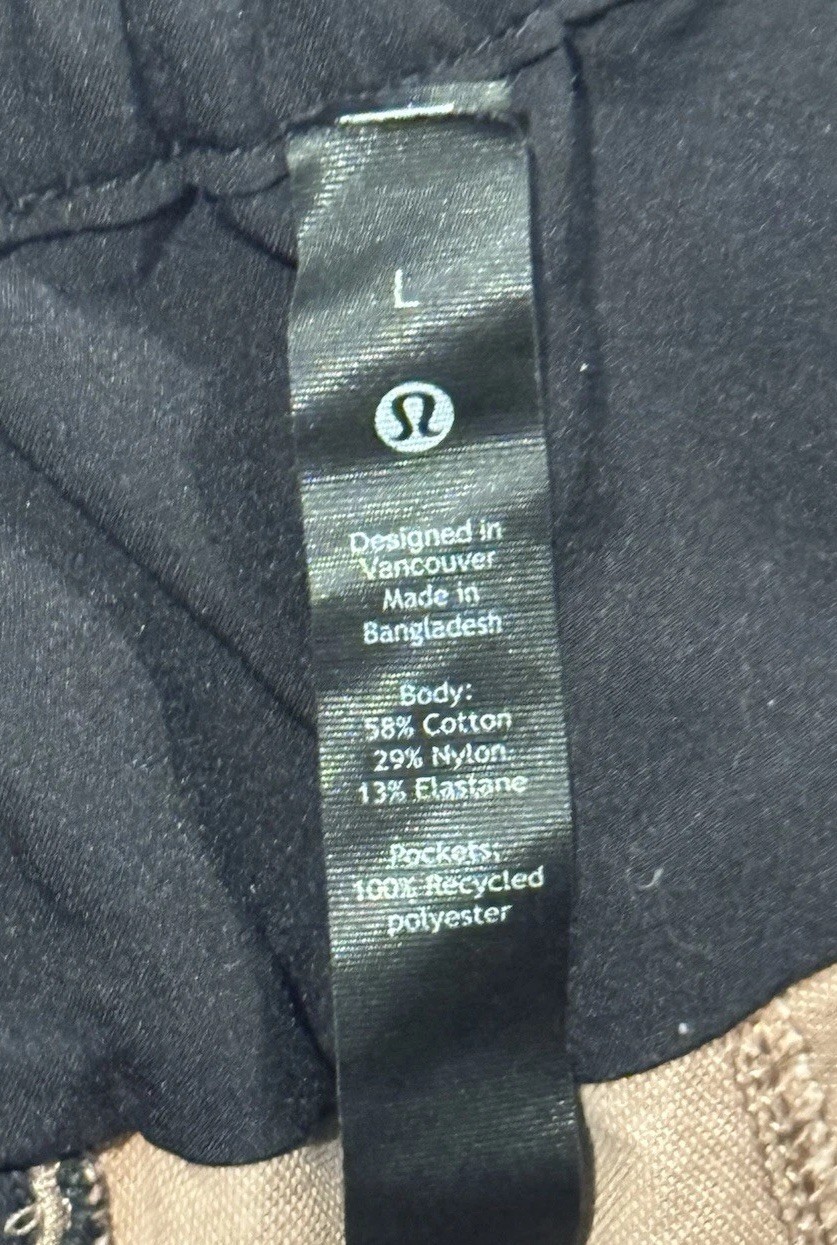 L
Designed in
Vancouver
Made in
Bangladesh
Body:
58% Cotton
29% Nylon
13% Elastane
Pockets:
100% Recycled
polyester